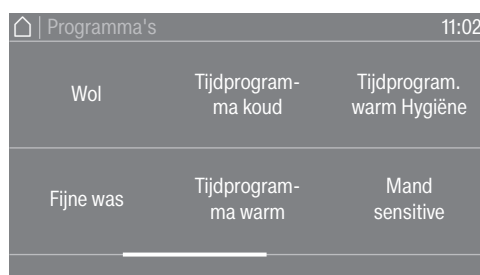 | Programma's 11:02
Wol
Tijdprogram-
ma koud
Tijdprogram.
warm Hygiëne
Fijne was
Tijdprogram-
ma warm
Mand
sensitive